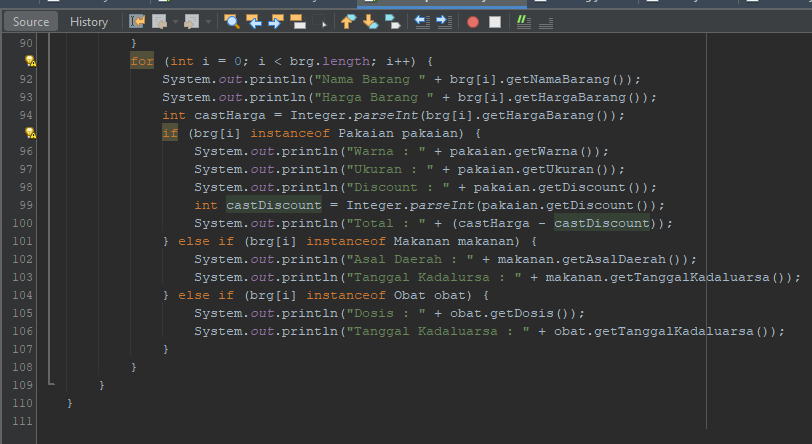 Source History
90 }
for (int i = 0; i < brg.length; i++) {
92 System.out.println("Nama Barang " + brg[i].getNamaBarang());
93 System.out.println("Harga Barang " + brg[i].getHargaBarang());
94 int castHarga = Integer.parseInt(brg[i].getHargaBarang());
if (brg[i] instanceof Pakaian pakaian) {
96 System.out.println("Warna : " + pakaian.getWarna());
97 System.out.println("Ukuran : " + pakaian.getUkuran());
98 System.out.println("Discount : " + pakaian.getDiscount());
99 int castDiscount = Integer.parseInt(pakaian.getDiscount());
100 System.out.println("Total : " + (castHarga - castDiscount));
101 } else if (brg[i] instanceof Makanan makanan) {
102 System.out.println("Asal Daerah : " + makanan.getAsalDaerah());
103 System.out.println("Tanggal Kadalursa : " + makanan.getTanggalKadaluarsa());
104 } else if (brg[i] instanceof Obat obat) {
105 System.out.println("Dosis : " + obat.getDosis());
106 System.out.println("Tanggal Kadaluarsa : " + obat.getTanggalKadaluarsa());
107 }
108 }
109 }
110 }
111